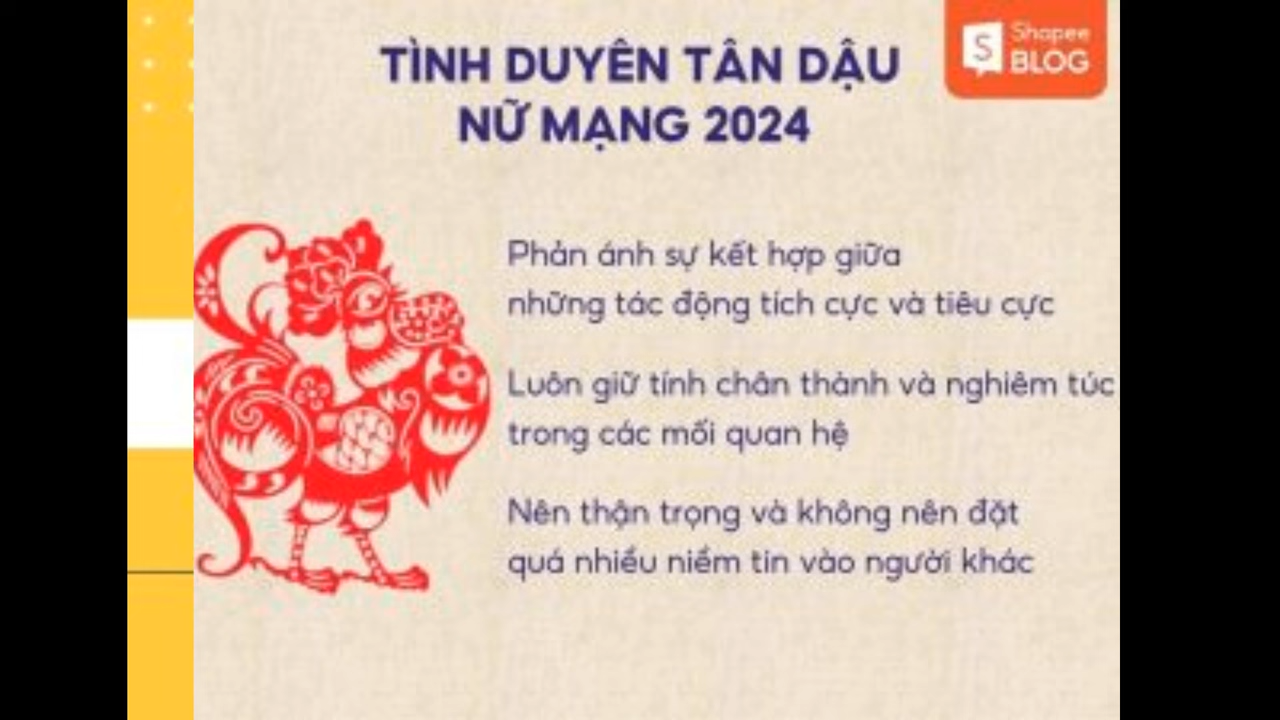 Shopee
BLOG
TÌNH DUYÊN TÂN DẬU
NỮ MẠNG 2024
Phản ánh sự kết hợp giữa
những tác động tích cực và tiêu cực
Luôn giữ tính chân thành và nghiêm túc
trong các mối quan hệ
Nên thận trọng và không nên đặt
quá nhiều niềm tin vào người khác